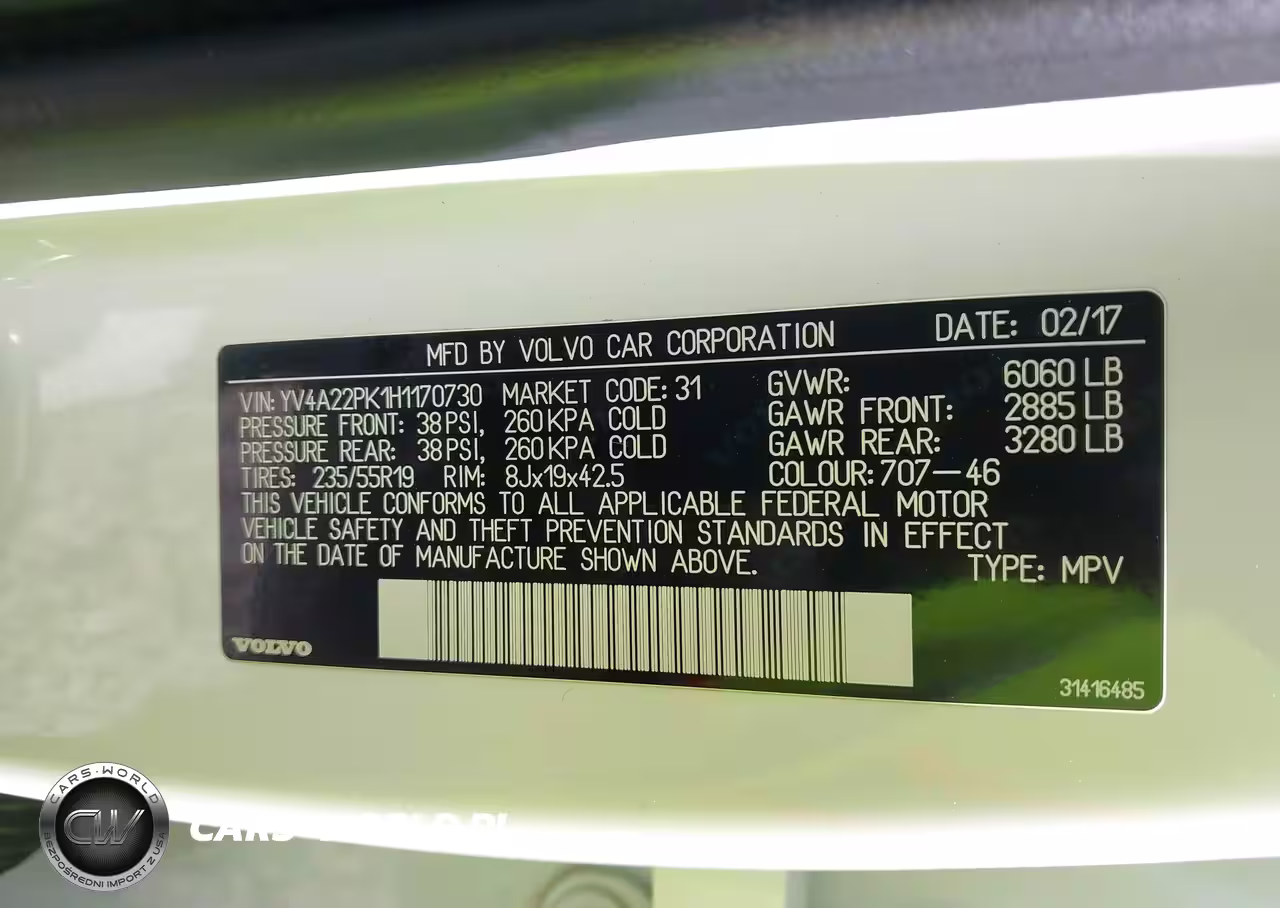 MFD BY VOLVO CAR CORPORATION DATE: 02/17
VIN: YV4A22PK1H1170730 MARKET CODE: 31 GVWR: 6060 LB
PRESSURE FRONT: 38 PSI, 260 KPA COLD GAWR FRONT: 2885 LB
PRESSURE REAR: 38 PSI, 260 KPA COLD GAWR REAR: 3280 LB
TIRES: 235/55R19 RIM: 8Jx19x42.5 COLOUR: 707-46
THIS VEHICLE CONFORMS TO ALL APPLICABLE FEDERAL MOTOR
VEHICLE SAFETY AND THEFT PREVENTION STANDARDS IN EFFECT
ON THE DATE OF MANUFACTURE SHOWN ABOVE.
TYPE: MPV
VOLVO
31416485
CARS-WORLD
CW
BEZPOŚREDNI IMPORT Z USA